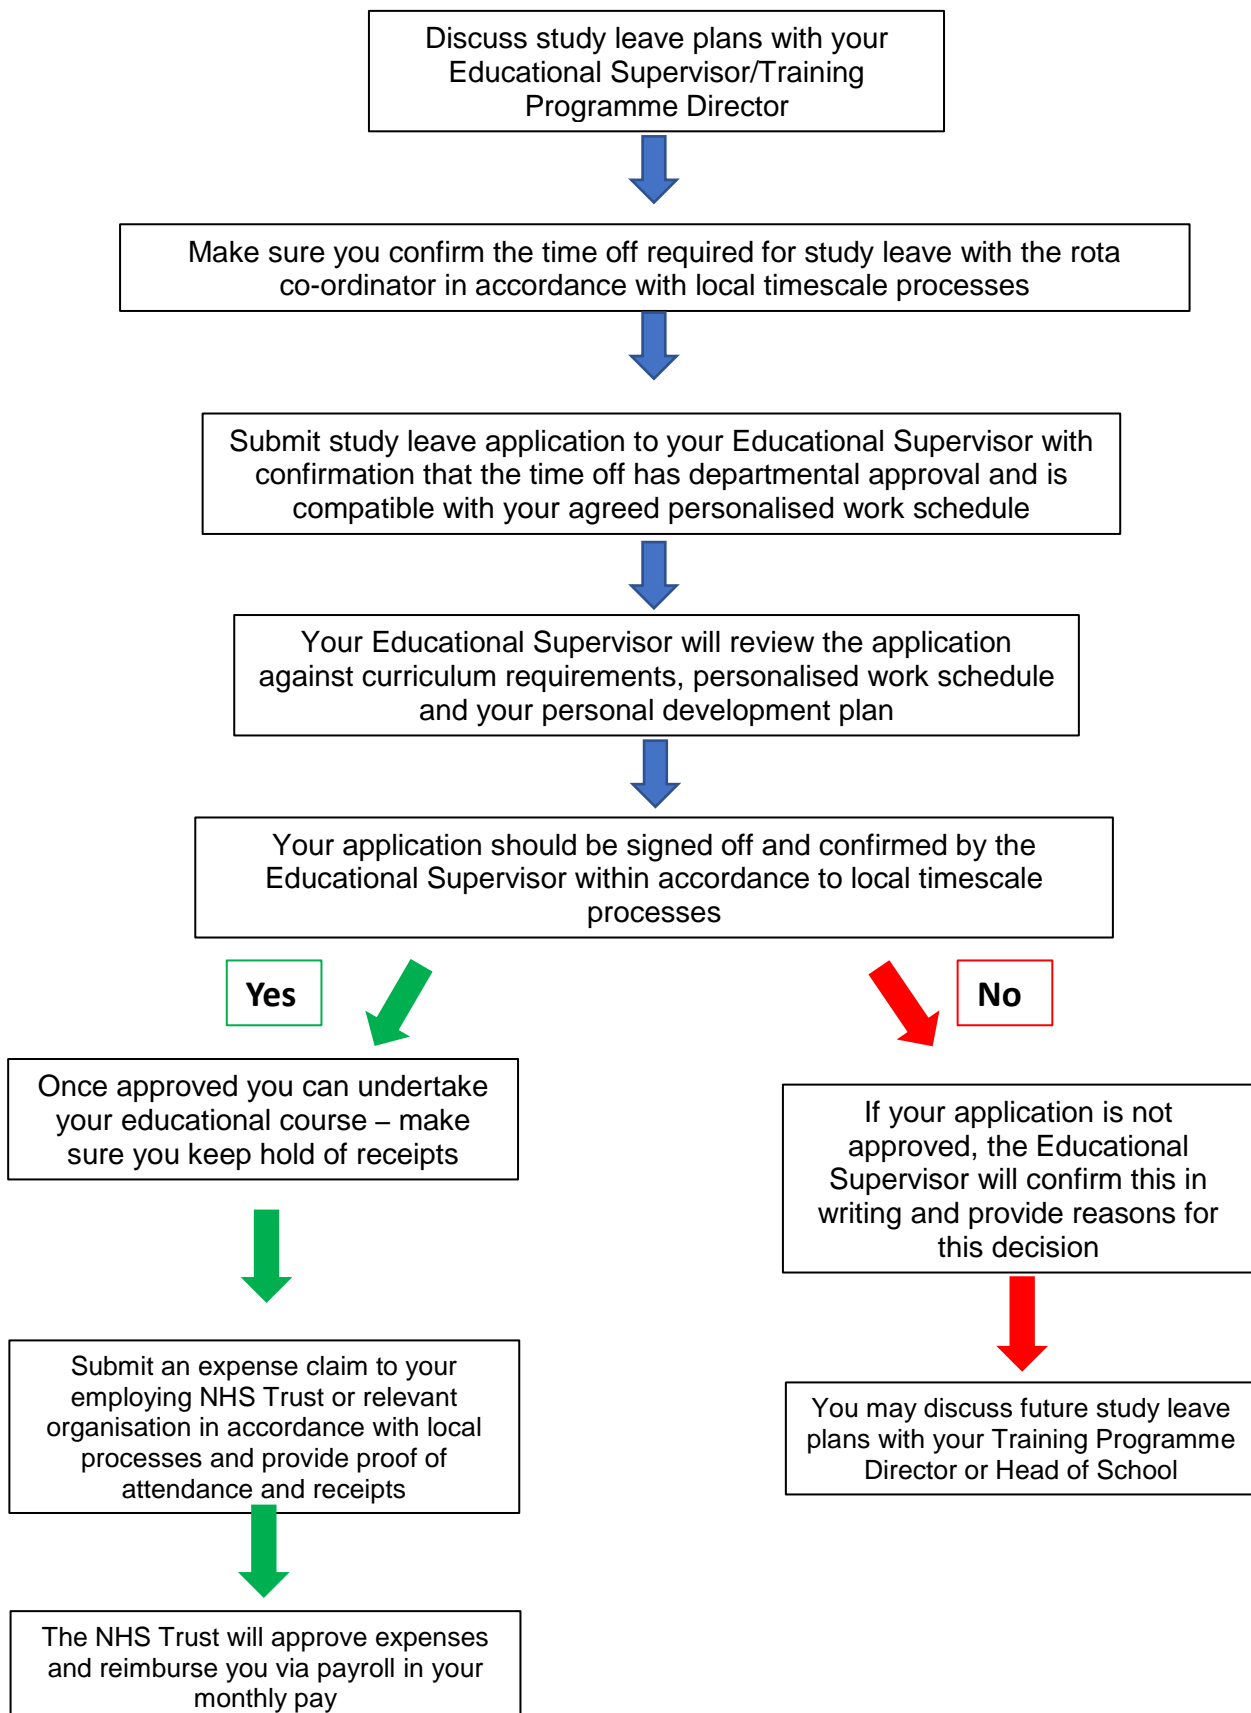 Discuss study leave plans with your
Educational Supervisor/Training
Programme Director
Make sure you confirm the time off required for study leave with the rota
co-ordinator in accordance with local timescale processes
Submit study leave application to your Educational Supervisor with
confirmation that the time off has departmental approval and is
compatible with your agreed personalised work schedule
Your Educational Supervisor will review the application
against curriculum requirements, personalised work schedule
and your personal development plan
Your application should be signed off and confirmed by the
Educational Supervisor within accordance to local timescale
processes
Yes
No
Once approved you can undertake
your educational course – make
sure you keep hold of receipts
If your application is not
approved, the Educational
Supervisor will confirm this in
writing and provide reasons for
this decision
Submit an expense claim to your
employing NHS Trust or relevant
organisation in accordance with local
processes and provide proof of
attendance and receipts
You may discuss future study leave
plans with your Training Programme
Director or Head of School
The NHS Trust will approve expenses
and reimburse you via payroll in your
monthly pay